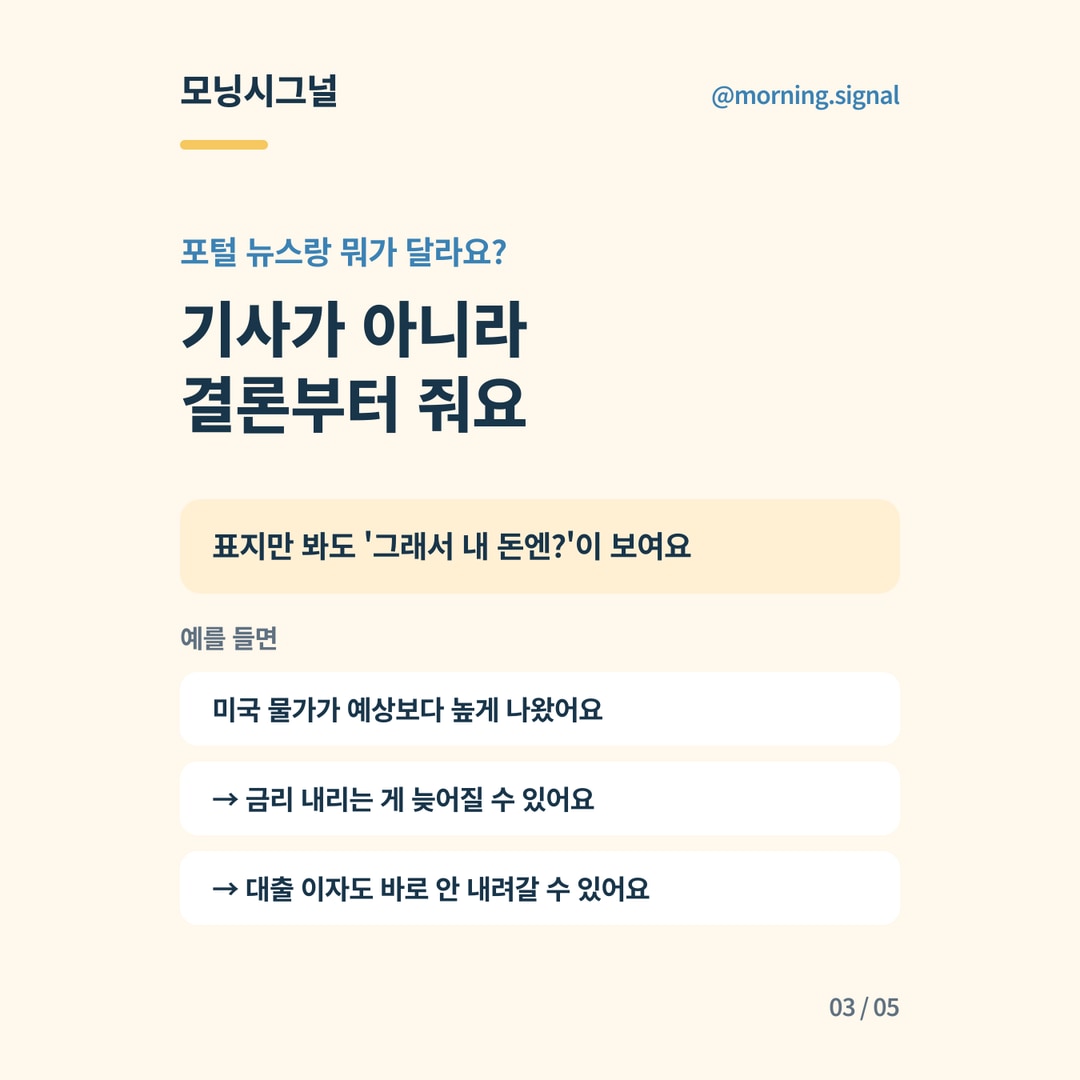 모닝시그널
@morning.signal
포털 뉴스랑 뭐가 달라요?
기사가 아니라
결론부터 줘요
표지만 봐도 '그래서 내 돈엔?'이 보여요
예를 들면
미국 물가가 예상보다 높게 나왔어요
→ 금리 내리는 게 늦어질 수 있어요
→ 대출 이자도 바로 안 내려갈 수 있어요
03 / 05